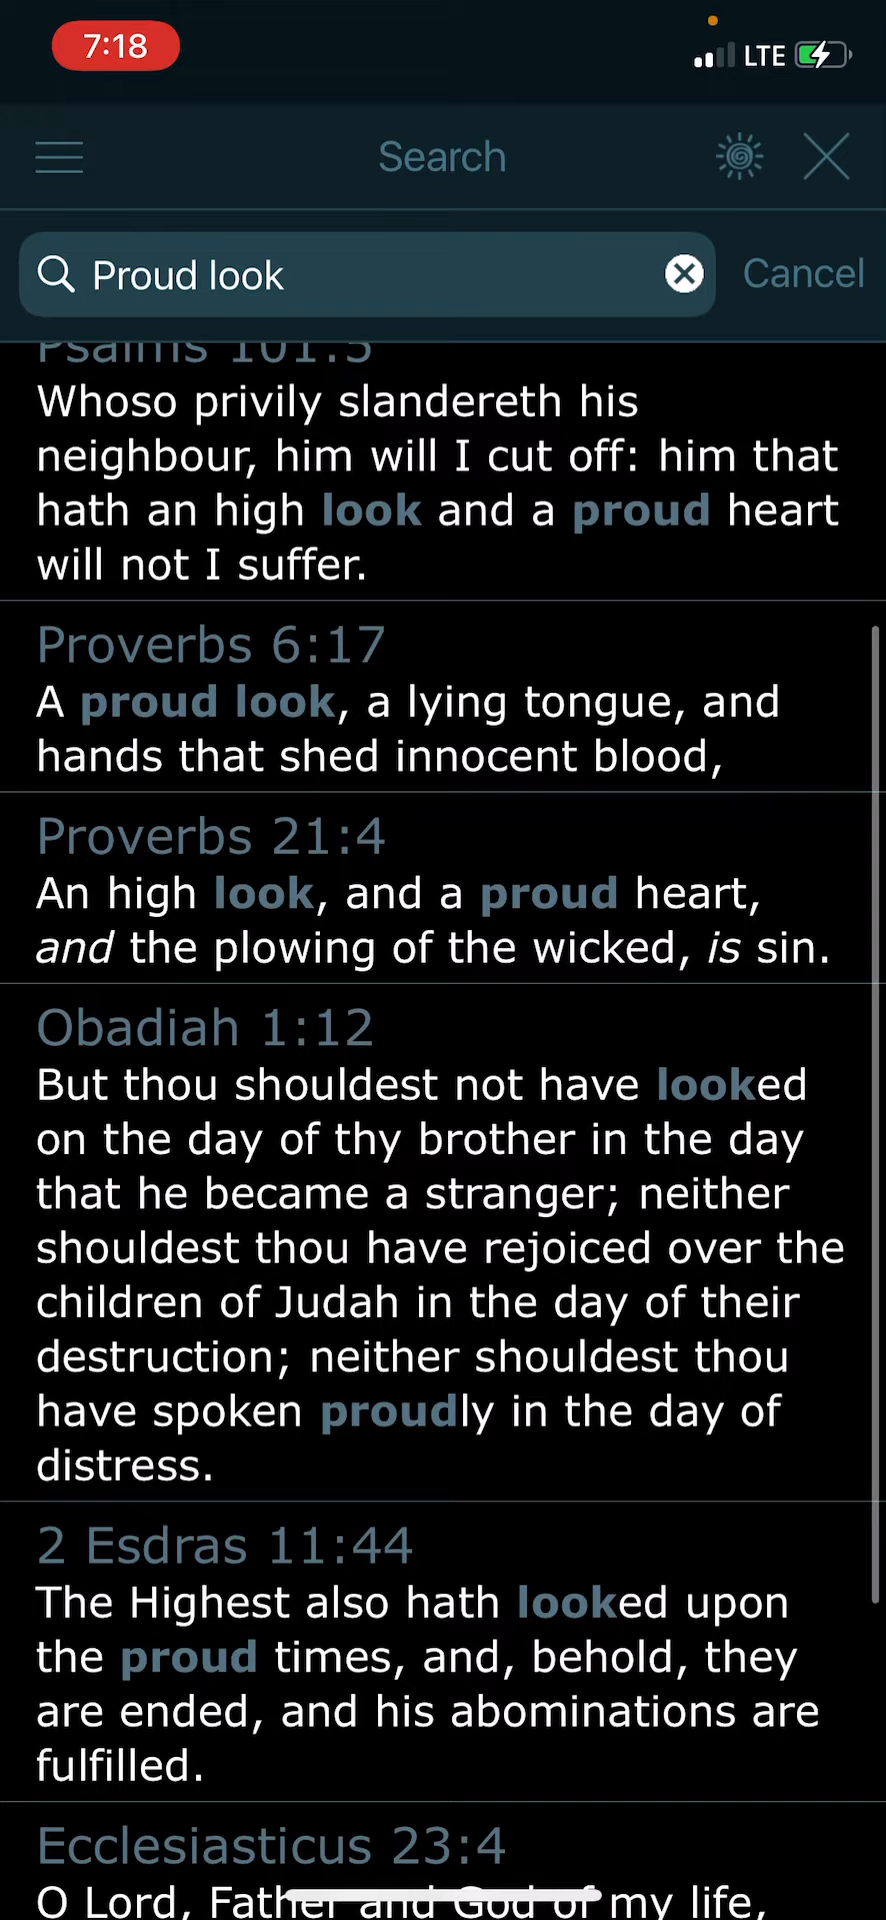 7:18
LTE
Search
Proud look
Cancel
Psalms 101:5
Whoso privily slandereth his
neighbour, him will I cut off: him that
hath an high look and a proud heart
will not I suffer.
Proverbs 6:17
A proud look, a lying tongue, and
hands that shed innocent blood,
Proverbs 21:4
An high look, and a proud heart,
and the plowing of the wicked, is sin.
Obadiah 1:12
But thou shouldest not have looked
on the day of thy brother in the day
that he became a stranger; neither
shouldest thou have rejoiced over the
children of Judah in the day of their
destruction; neither shouldest thou
have spoken proudly in the day of
distress.
2 Esdras 11:44
The Highest also hath looked upon
the proud times, and, behold, they
are ended, and his abominations are
fulfilled.
Ecclesiasticus 23:4
O Lord, Father and God of my life,